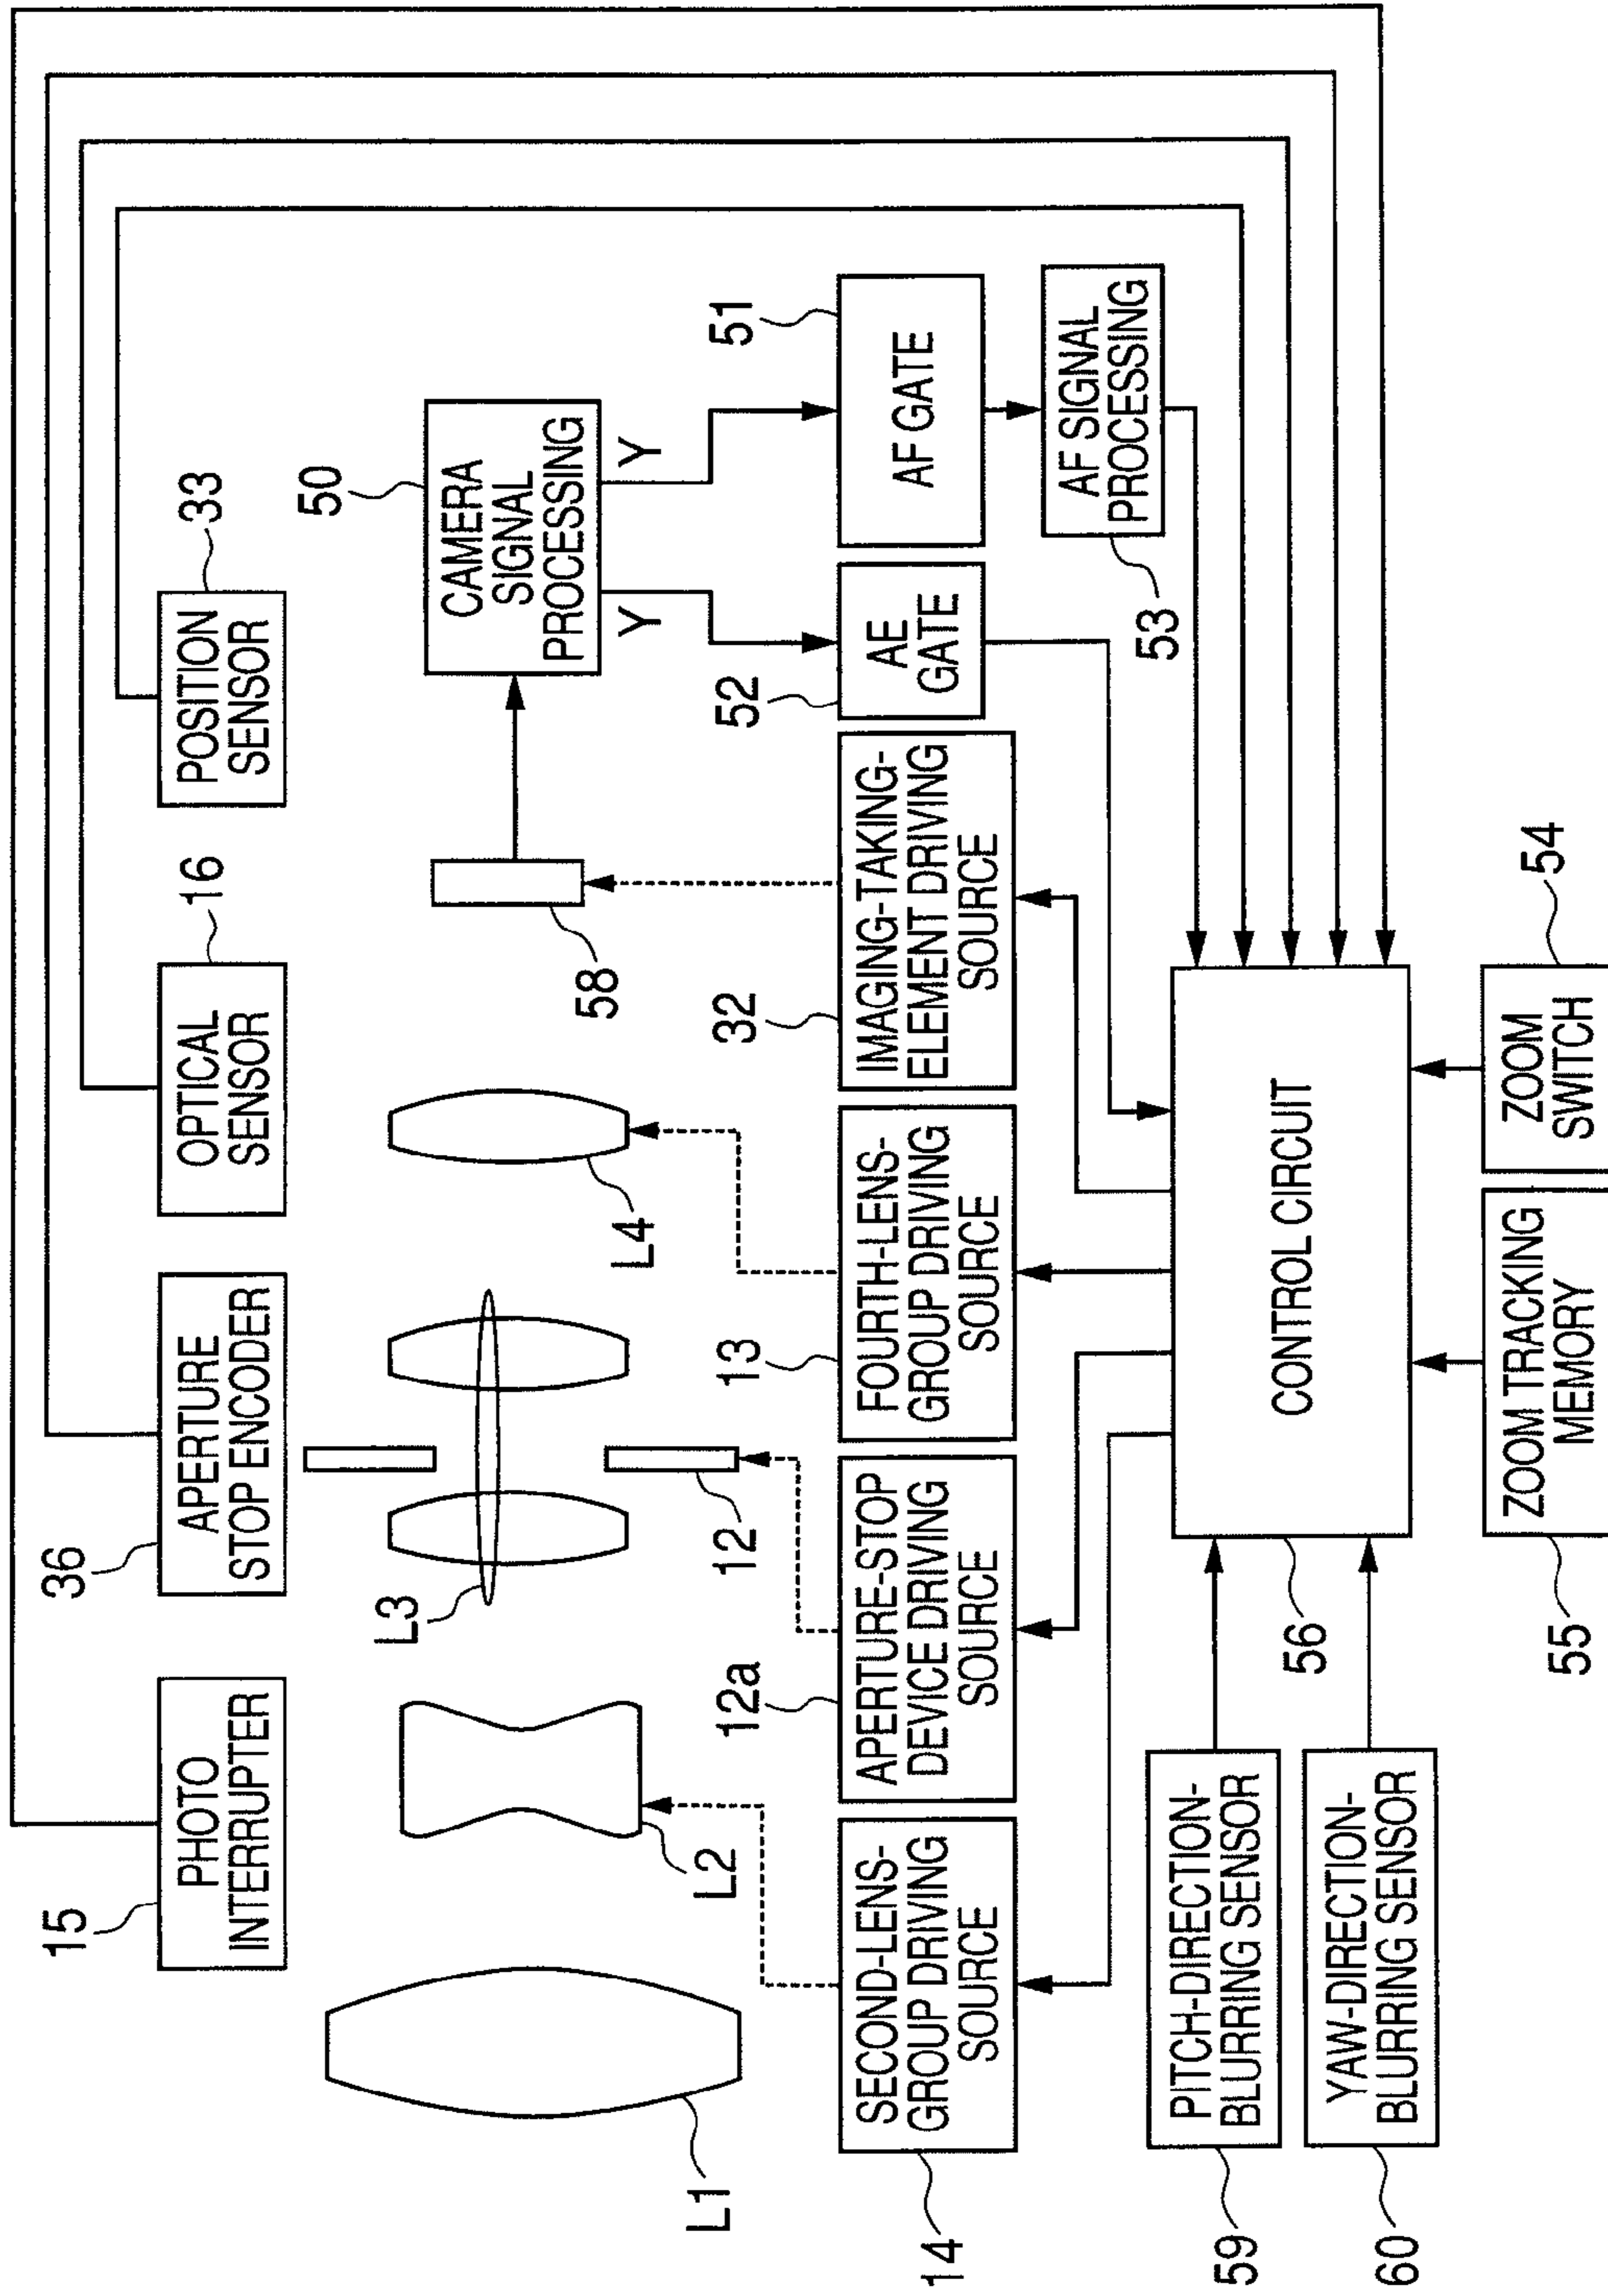 15
PHOTO
INTERRUPTER
36
APERTURE
STOP ENCODER
OPTICAL
SENSOR
16
POSITION
SENSOR
33
L1
L2
L3
12
L4
58
50
CAMERA
SIGNAL
PROCESSING
Y
Y
14
SECOND-LENS-
GROUP DRIVING
SOURCE
12a
APERTURE-STOP
DEVICE DRIVING
SOURCE
13
FOURTH-LENS-
GROUP DRIVING
SOURCE
32
IMAGING-TAKING-
ELEMENT DRIVING
SOURCE
52
AE
GATE
51
AF GATE
53
AF SIGNAL
PROCESSING
59
PITCH-DIRECTION-
BLURRING SENSOR
60
YAW-DIRECTION-
BLURRING SENSOR
56
CONTROL CIRCUIT
55
ZOOM TRACKING
MEMORY
ZOOM
SWITCH
54